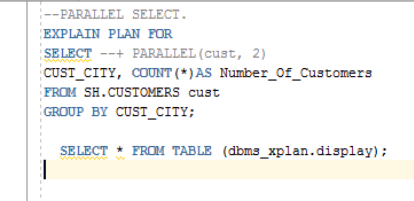 --PARALLEL SELECT.
EXPLAIN PLAN FOR
SELECT --+ PARALLEL(cust, 2)
CUST_CITY, COUNT(*)AS Number_Of_Customers
FROM SH.CUSTOMERS cust
GROUP BY CUST_CITY;
SELECT * FROM TABLE (dbms_xplan.display);